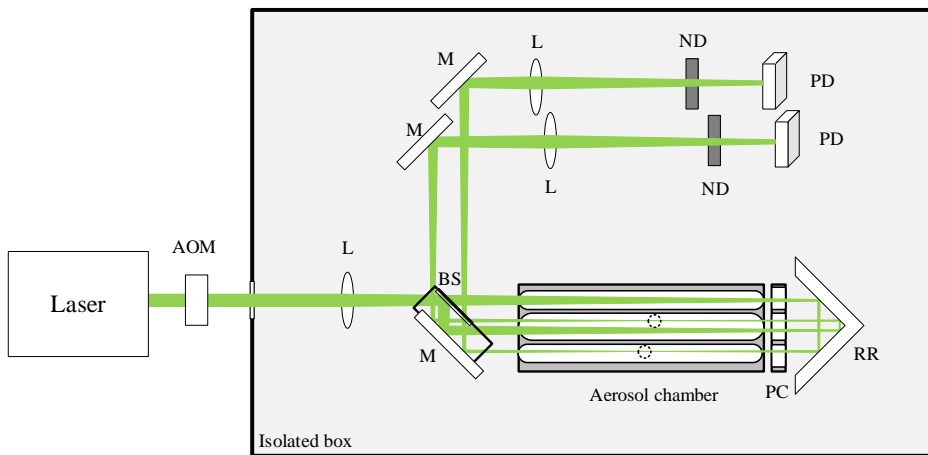 M
L
ND
PD
M
L
ND
PD
Laser
AOM
L
BS
M
Aerosol chamber
PC
RR
Isolated box